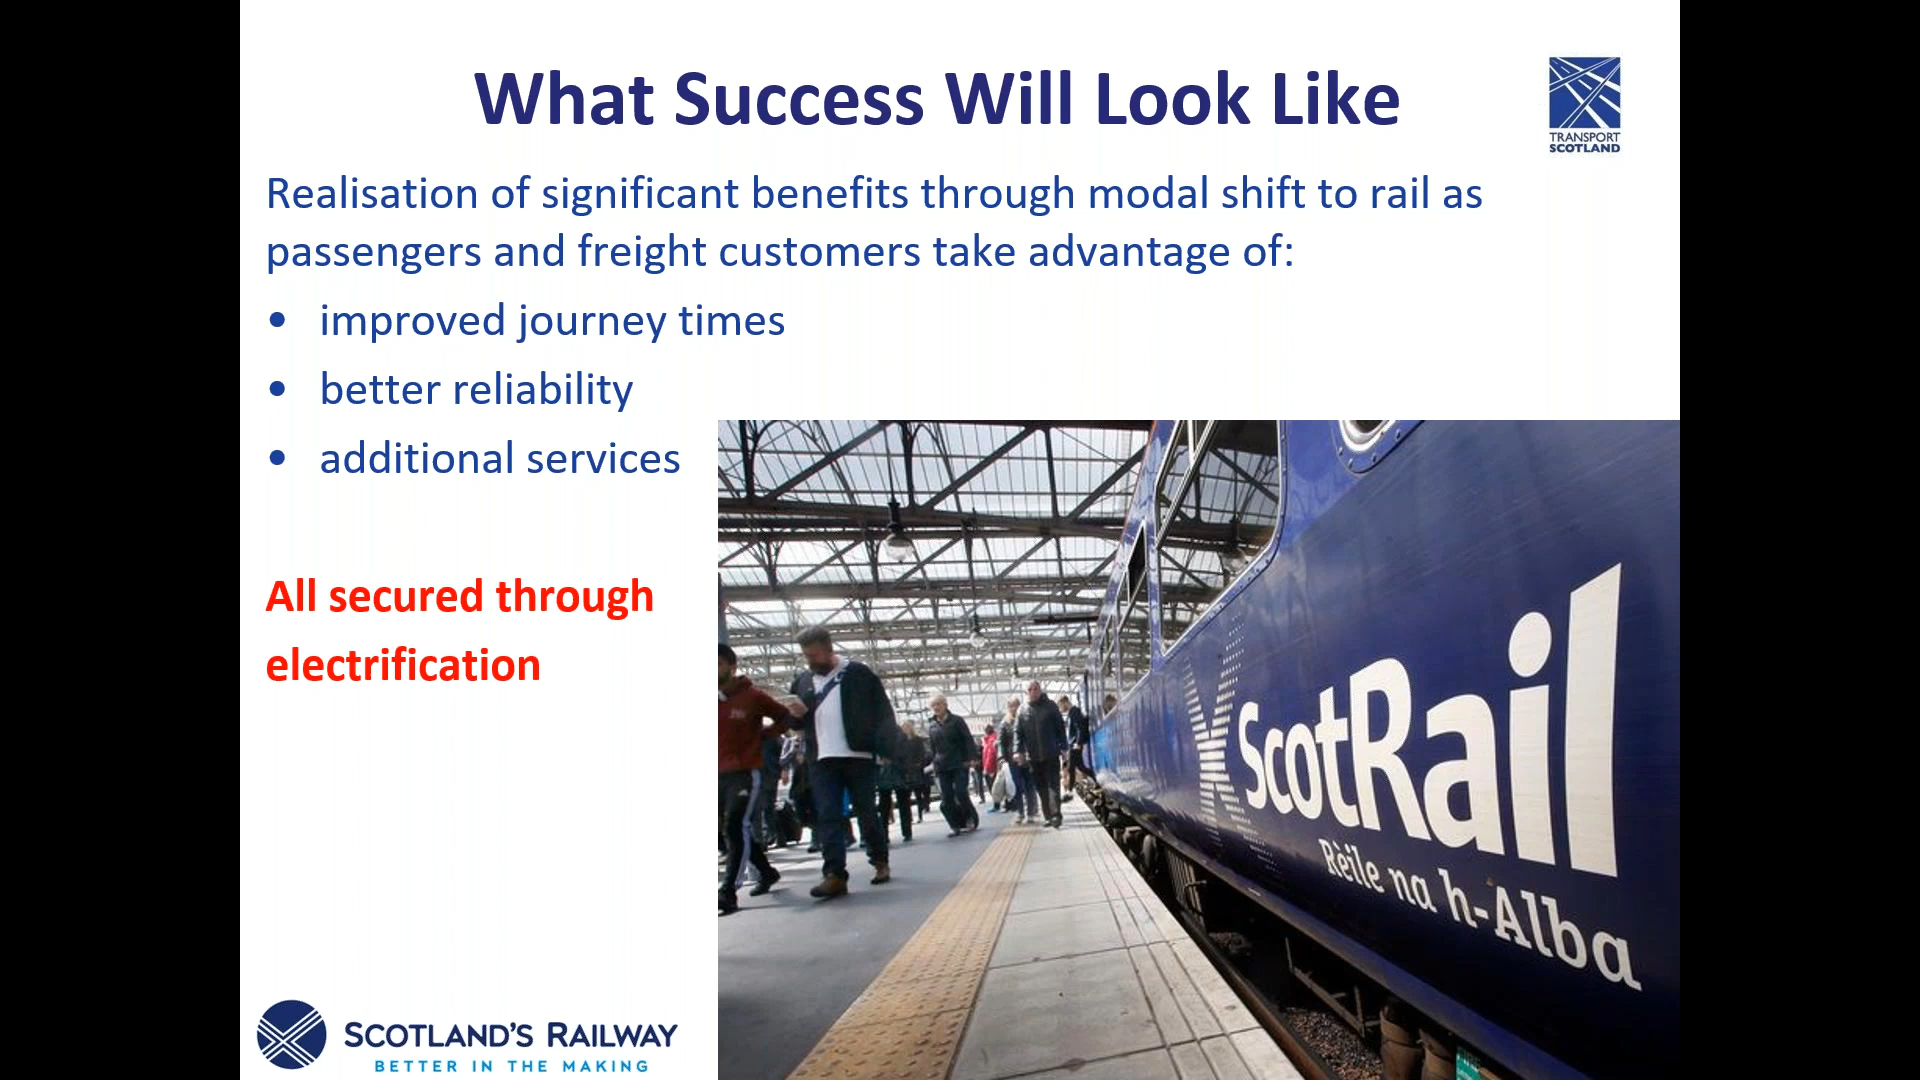 What Success Will Look Like
TRANSPORT
SCOTLAND
Realisation of significant benefits through modal shift to rail as
passengers and freight customers take advantage of:
• improved journey times
• better reliability
• additional services
All secured through
electrification
ScotRail
Rèile na h-Alba
SCOTLAND'S RAILWAY
BETTER IN THE MAKING